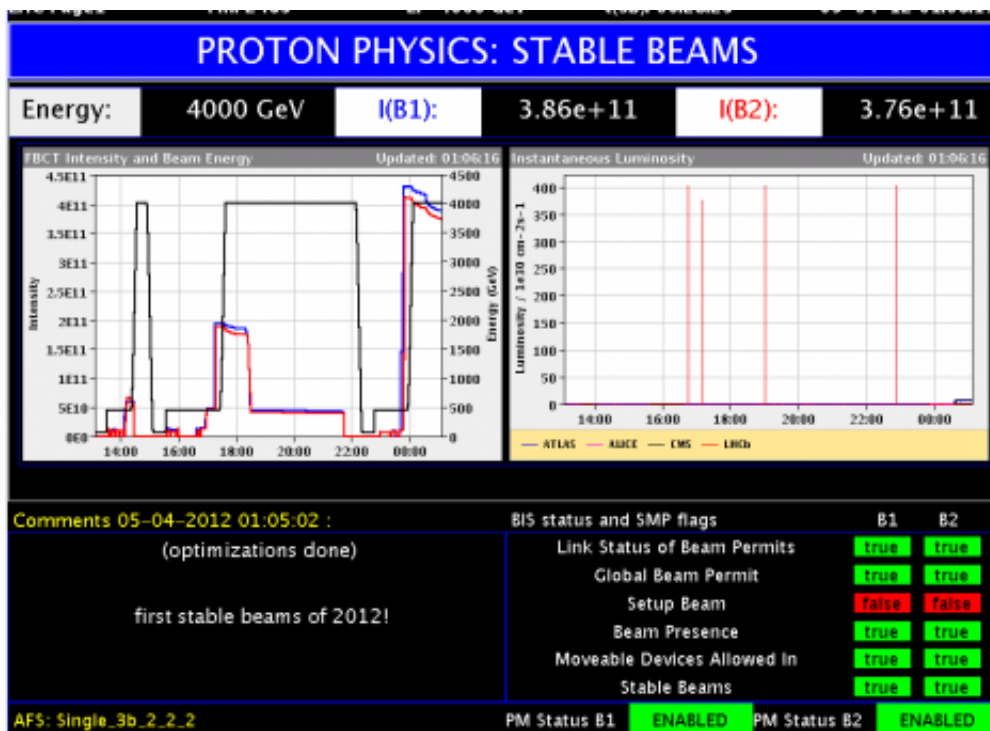 PROTON PHYSICS: STABLE BEAMS
Energy: 4000 GeV I(B1): 3.86e+11 I(B2): 3.76e+11
FBCT Intensity and Beam Energy Updated: 01:06:16
4.5E11
4E11
3.5E11
3E11
2.5E11
2E11
1.5E11
1E11
5E10
0E0
Intensity
4500
4000
3500
3000
2500
2000
1500
1000
500
0
Energy (GeV)
14:00 16:00 18:00 20:00 22:00 00:00
Instantaneous Luminosity Updated: 01:06:16
400
350
300
250
200
150
100
50
0
Luminosity / 1e30 cm-2s-1
14:00 16:00 18:00 20:00 22:00 00:00
ATLAS ALICE CMS LHCb
Comments 05-04-2012 01:05:02 :
(optimizations done)
first stable beams of 2012!
BIS status and SMP flags B1 B2
Link Status of Beam Permits true true
Global Beam Permit true true
Setup Beam false false
Beam Presence true true
Moveable Devices Allowed In true true
Stable Beams true true
AFS: Single_3b_2_2_2 PM Status B1 ENABLED PM Status B2 ENABLED